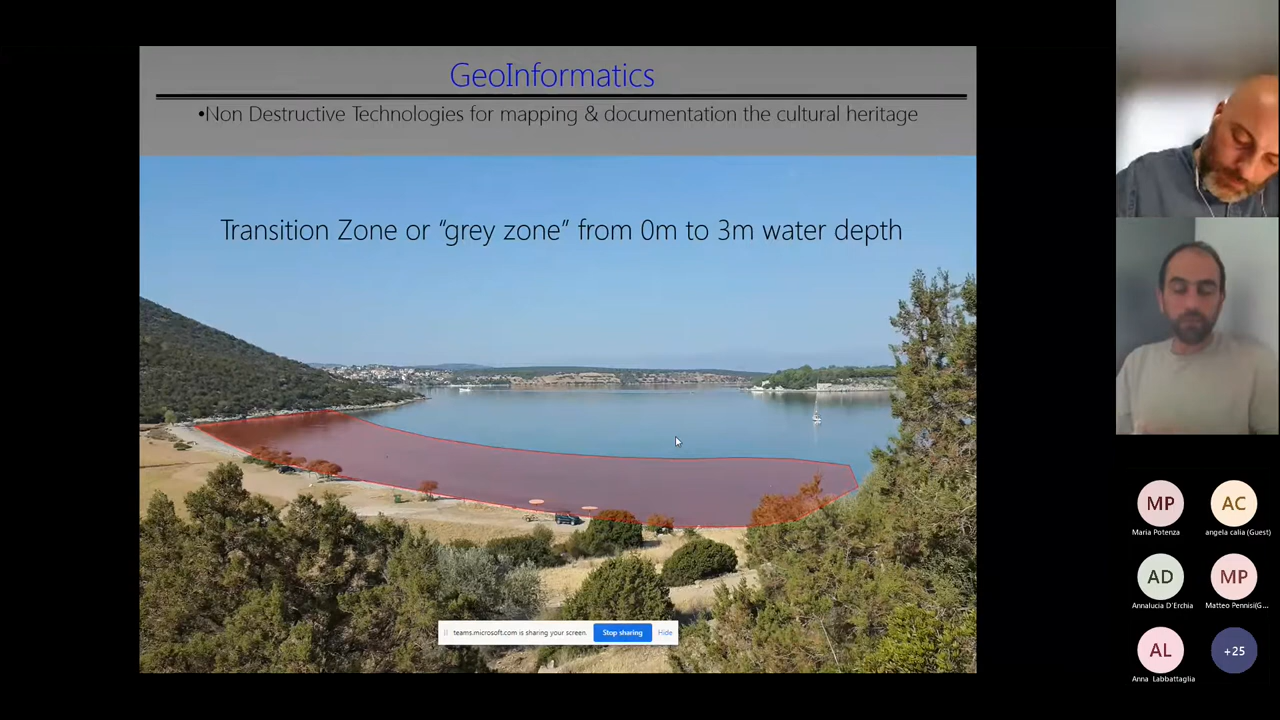 GeoInformatics
•Non Destructive Technologies for mapping & documentation the cultural heritage
Transition Zone or “grey zone” from 0m to 3m water depth
teams.microsoft.com is sharing your screen.
Stop sharing
Hide
MP
Maria Potenza
AC
angela calia (Guest)
AD
Annalucia D'Erchia
MP
Matteo Pennisi(G...
AL
Anna Labbattaglia
+25